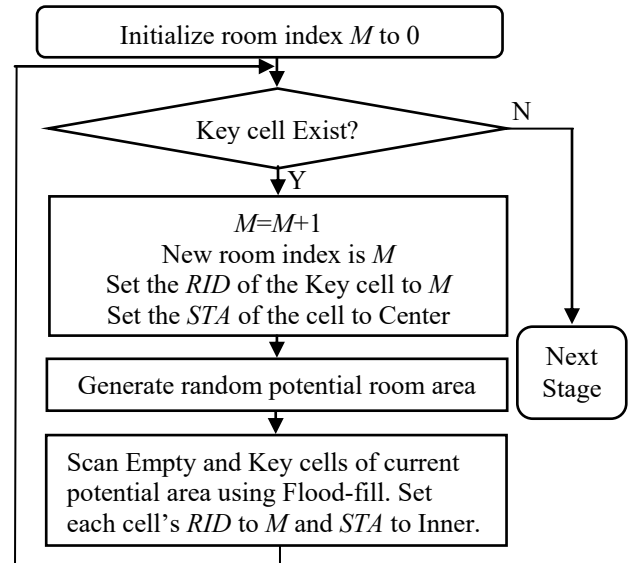 Initialize room index M to 0
Key cell Exist?
N
Y
M=M+1
New room index is M
Set the RID of the Key cell to M
Set the STA of the cell to Center
Next
Stage
Generate random potential room area
Scan Empty and Key cells of current
potential area using Flood-fill. Set
each cell's RID to M and STA to Inner.